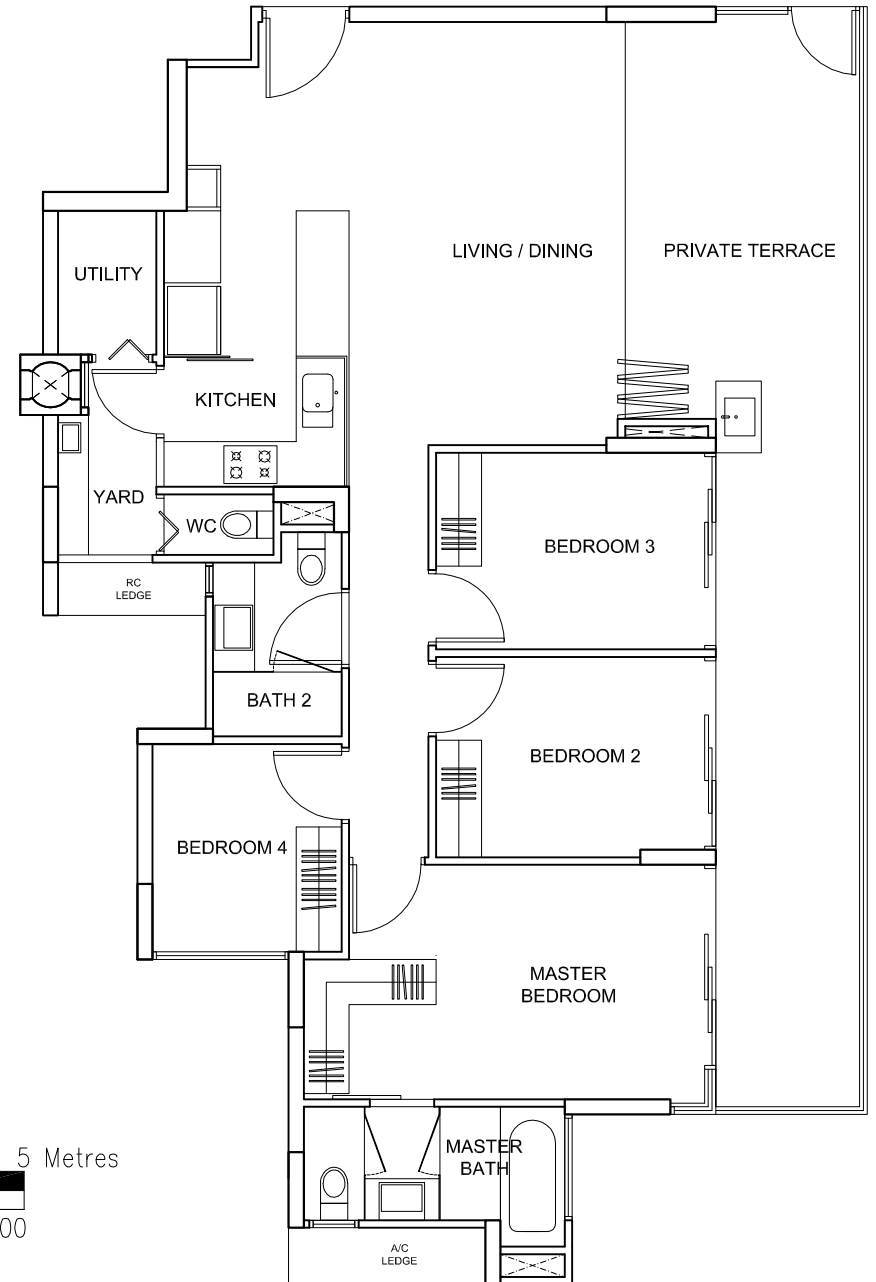 LIVING / DINING
PRIVATE TERRACE
UTILITY
KITCHEN
YARD
WC
BEDROOM 3
RC
LEDGE
BATH 2
BEDROOM 2
BEDROOM 4
MASTER
BEDROOM
MASTER
BATH
5 Metres
00
A/C
LEDGE